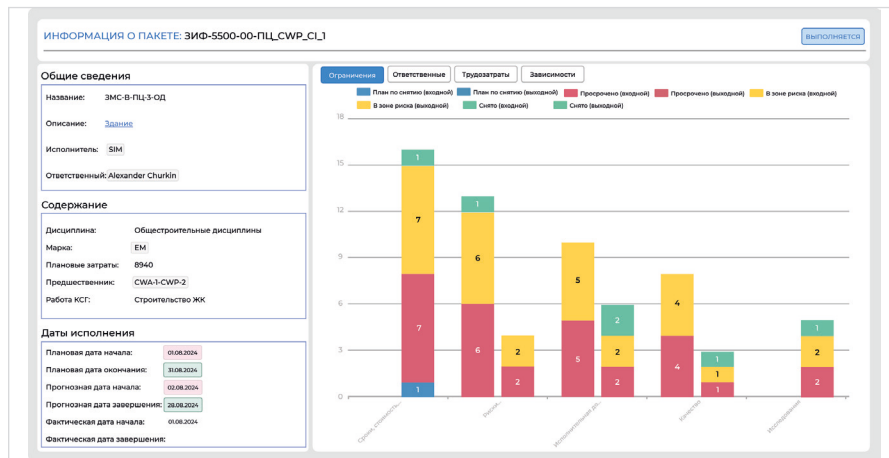 ИНФОРМАЦИЯ О ПАКЕТЕ: ЗИФ-5500-00-ПЦ_CWP_CI_1
ВЫПОЛНЯЕТСЯ
Общие сведения
Название: ЗМС-В-ПЦ-3-ОД
Описание: Здание
Исполнитель: SIM
Ответственный: Alexander Churkin
Содержание
Дисциплина: Общестроительные дисциплины
Марка: EM
Плановые затраты: 8940
Предшественник: CWA-1-CWP-2
Работа КСГ: Строительство ЖК
Даты исполнения
Плановая дата начала: 01.08.2024
Плановая дата окончания: 31.08.2024
Прогнозная дата начала: 02.08.2024
Прогнозная дата завершения: 28.08.2024
Фактическая дата начала: 01.08.2024
Фактическая дата завершения:
Ограничения Ответственные Трудозатраты Зависимости
План по снятию (входной) План по снятию (выходной) Просрочено (входной) Просрочено (выходной) В зоне риска (входной)
В зоне риска (выходной) Снято (входной) Снято (выходной)
18
15
12
9
6
3
0
1
7
7
1
1
6
6
2
2
5
5
2
2
2
4
4
1
1
1
1
2
2
Сроки, стоимость...
Риски...
Исполнительная до...
Качество
Исследование